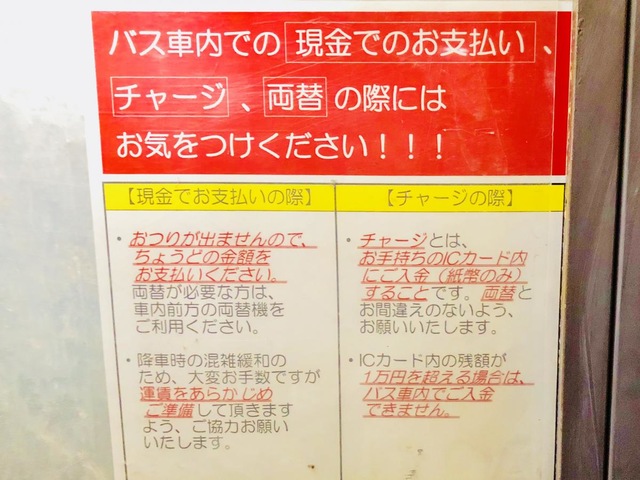 バス車内での 現金でのお支払い 、
チャージ 、 両替 の際には
お気をつけください！！！
【現金でお支払いの際】
・おつりが出ませんので、
ちょうどの金額を
お支払いください。
両替が必要な方は、
車内前方の両替機を
ご利用ください。
・降車時の混雑緩和の
ため、大変お手数ですが
運賃をあらかじめ
ご準備して頂きます
よう、ご協力お願い
いたします。
【チャージの際】
・チャージとは、
お手持ちのICカード内
にご入金（紙幣のみ）
することです。両替と
お間違えのないよう、
お願いいたします。
・ICカード内の残額が
1万円を超える場合は、
バス車内でご入金
できません。